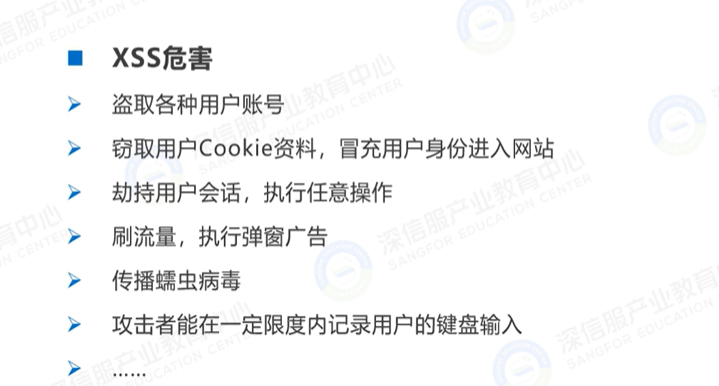 XSS危害
盗取各种用户账号
窃取用户Cookie资料，冒充用户身份进入网站
劫持用户会话，执行任意操作
刷流量，执行弹窗广告
传播蠕虫病毒
攻击者能在一定限度内记录用户的键盘输入
……
深信服产业教育中心
SANGFOR EDUCATION CENTER